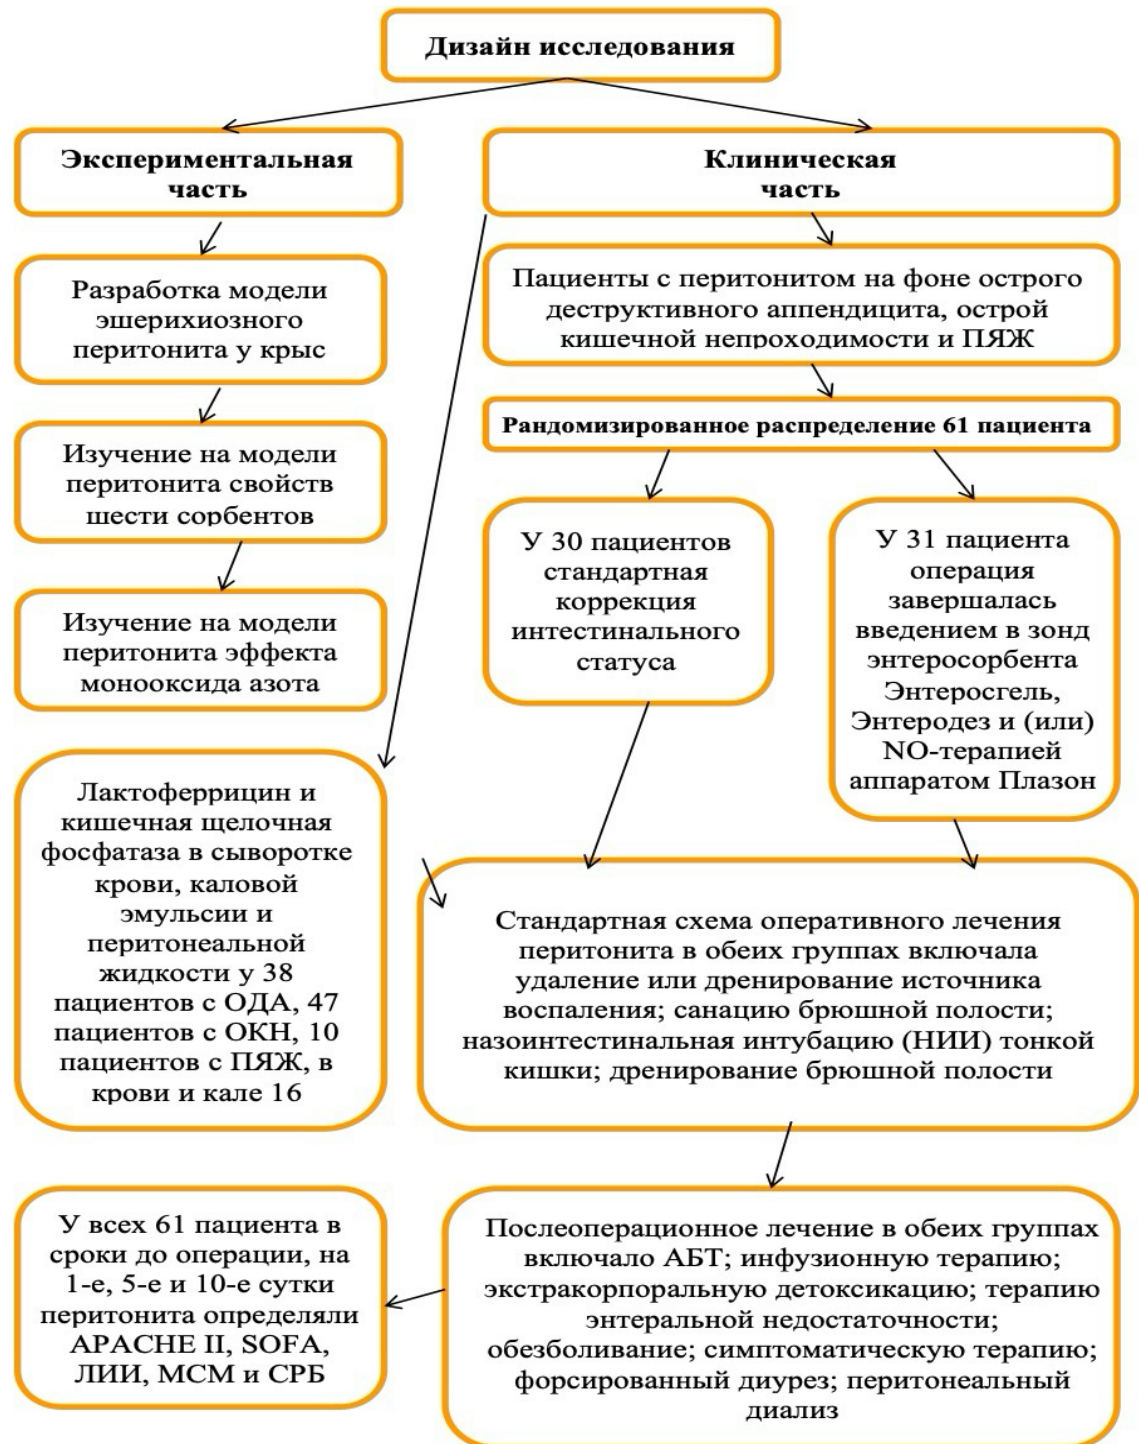 Дизайн исследования
Экспериментальная
часть
Клиническая
часть
Разработка модели
эшерихиозного
перитонита у крыс
Пациенты с перитонитом на фоне острого
деструктивного аппендицита, острой
кишечной непроходимости и ПЯЖ
Рандомизированное распределение 61 пациента
Изучение на модели
перитонита свойств
шести сорбентов
У 30 пациентов
стандартная
коррекция
интестинального
статуса
У 31 пациента
операция
завершалась
введением в зонд
энтеросорбента
Энтеросгель,
Энтеродез и (или)
NO-терапией
аппаратом Плазон
Изучение на модели
перитонита эффекта
монооксида азота
Лактоферрицин и
кишечная щелочная
фосфатаза в сыворотке
крови, каловой
эмульсии и
перитонеальной
жидкости у 38
пациентов с ОДА, 47
пациентов с ОКН, 10
пациентов с ПЯЖ, в
крови и кале 16
Стандартная схема оперативного лечения
перитонита в обеих группах включала
удаление или дренирование источника
воспаления; санацию брюшной полости;
назоинтестинальную интубацию (НИИ) тонкой
кишки; дренирование брюшной полости
У всех 61 пациента в
сроки до операции, на
1-е, 5-е и 10-е сутки
перитонита определяли
APACHE II, SOFA,
ЛИИ, МСМ и СРБ
Послеоперационное лечение в обеих группах
включало АБТ; инфузионную терапию;
экстракорпоральную детоксикацию; терапию
энтеральной недостаточности;
обезболивание; симптоматическую терапию;
форсированный диурез; перитонеальный
диализ